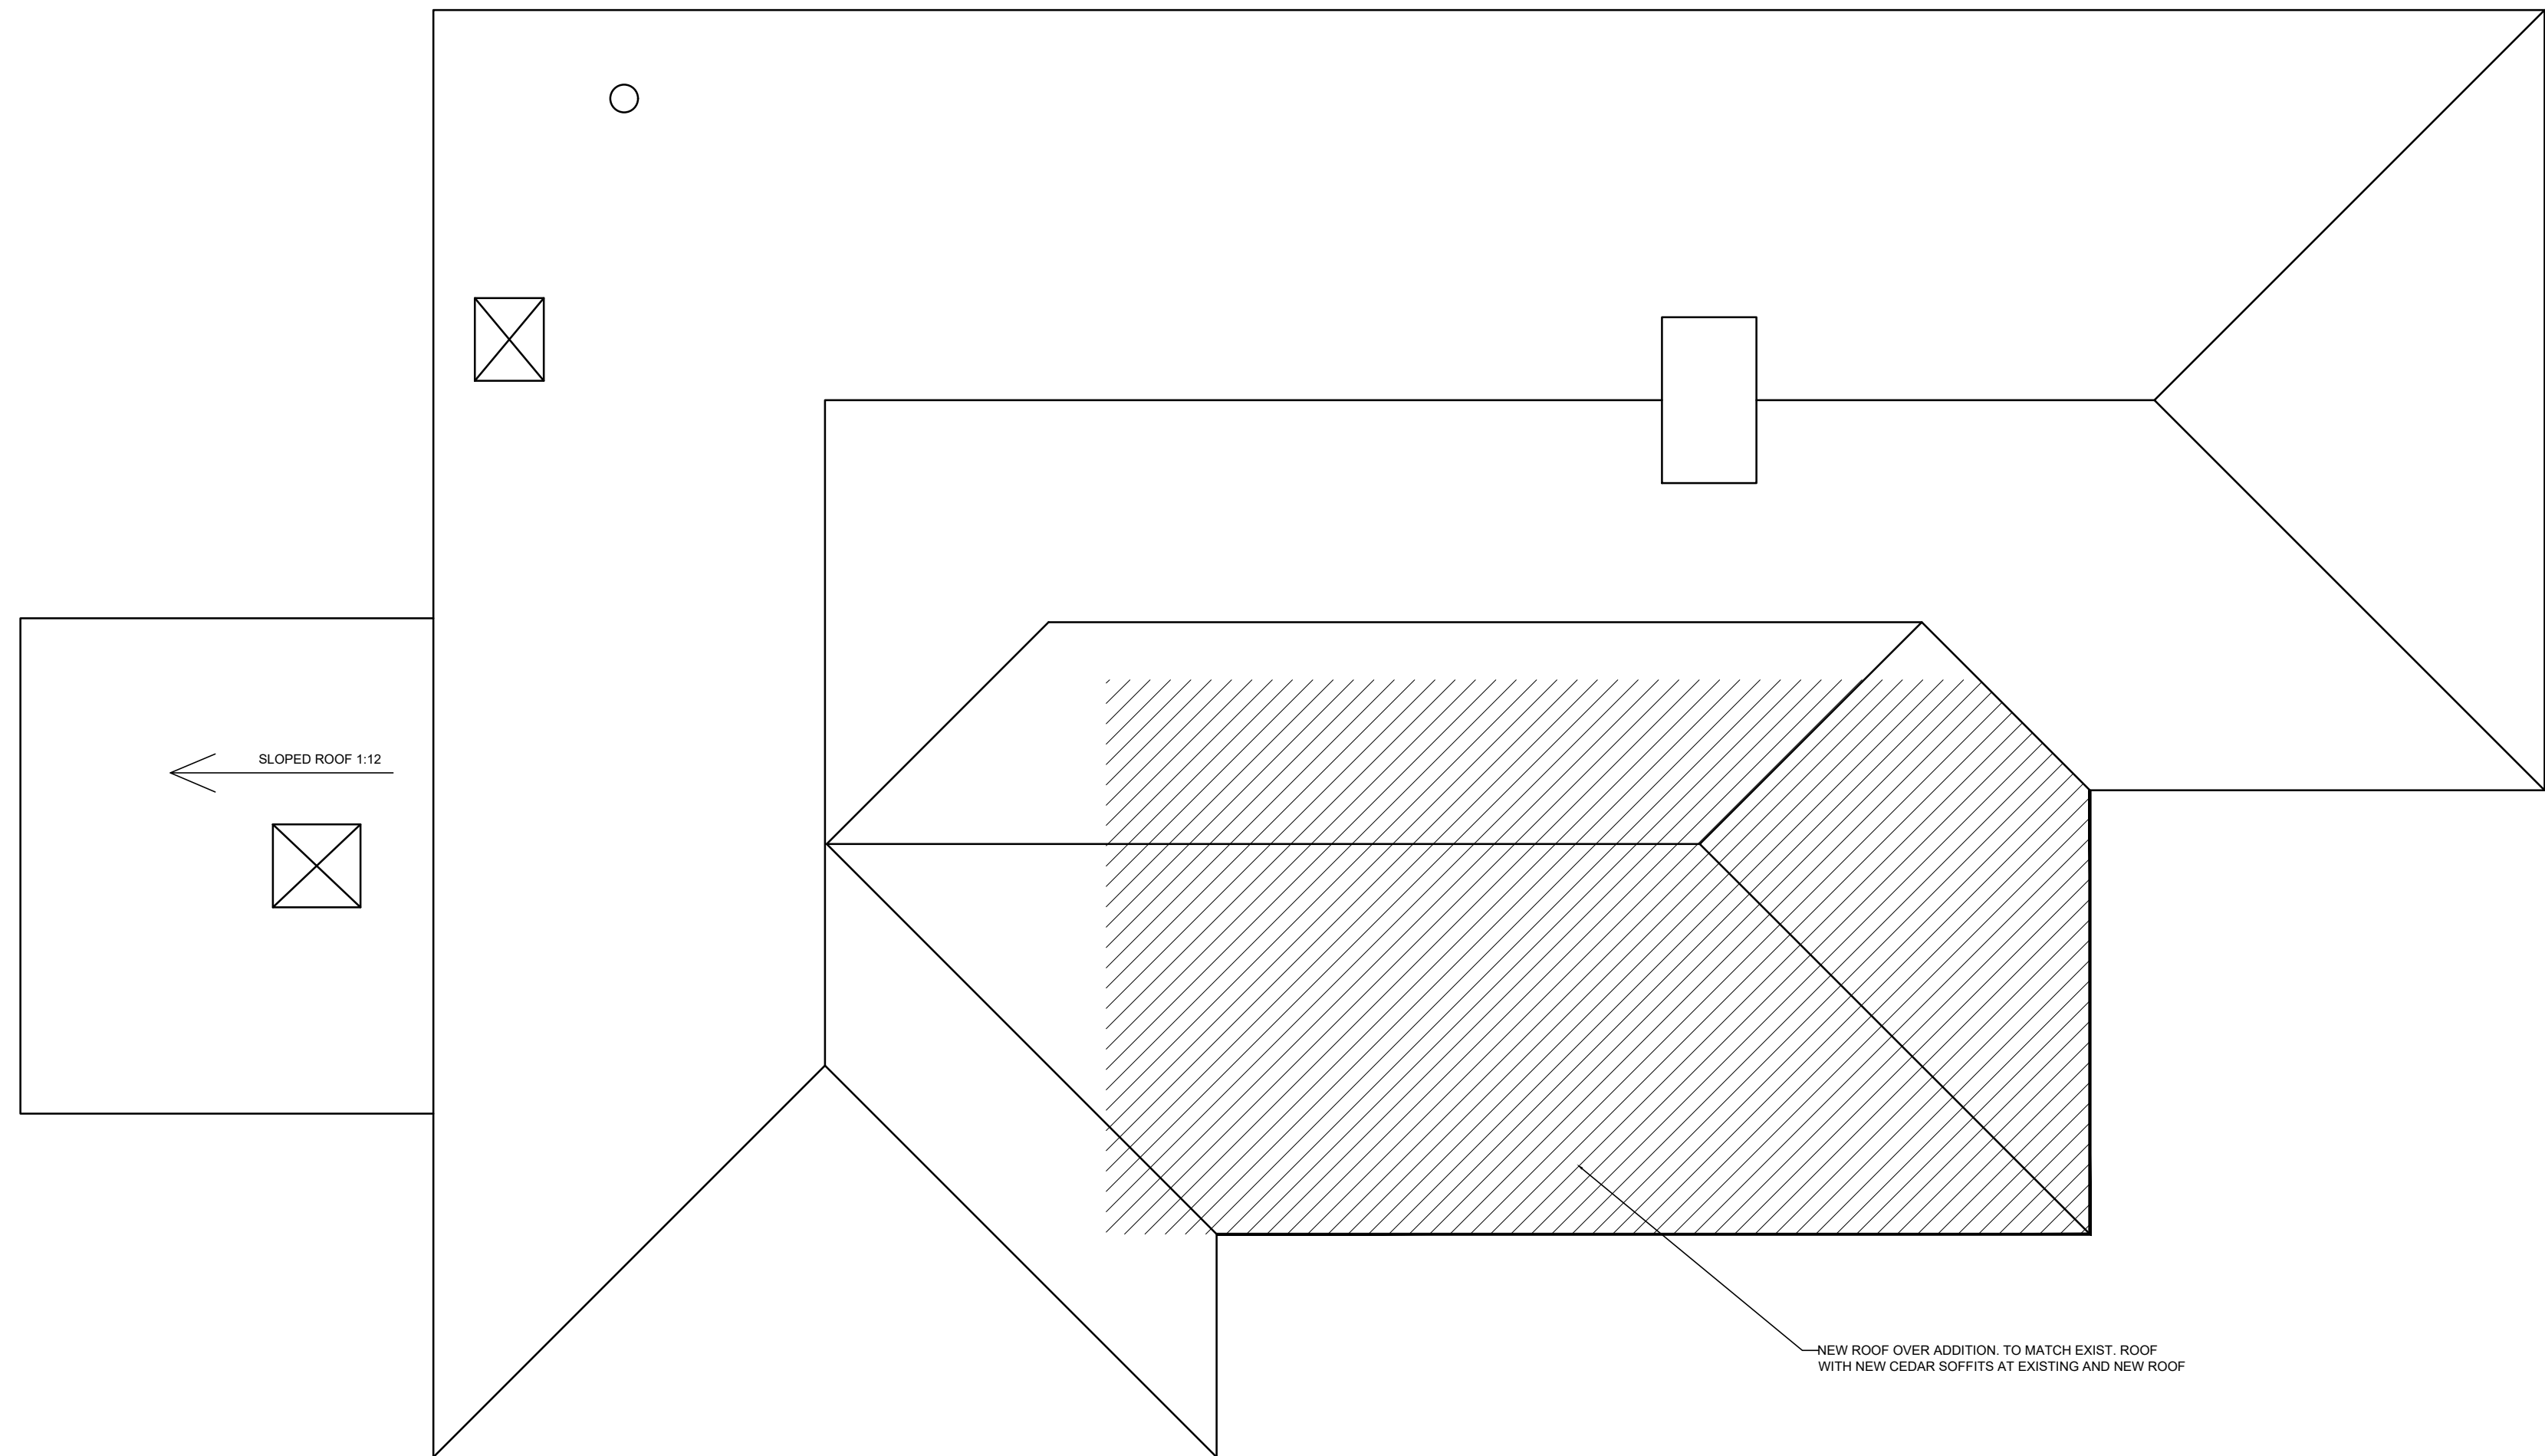 SLOPED ROOF 1:12
NEW ROOF OVER ADDITION. TO MATCH EXIST. ROOF
WITH NEW CEDAR SOFFITS AT EXISTING AND NEW ROOF